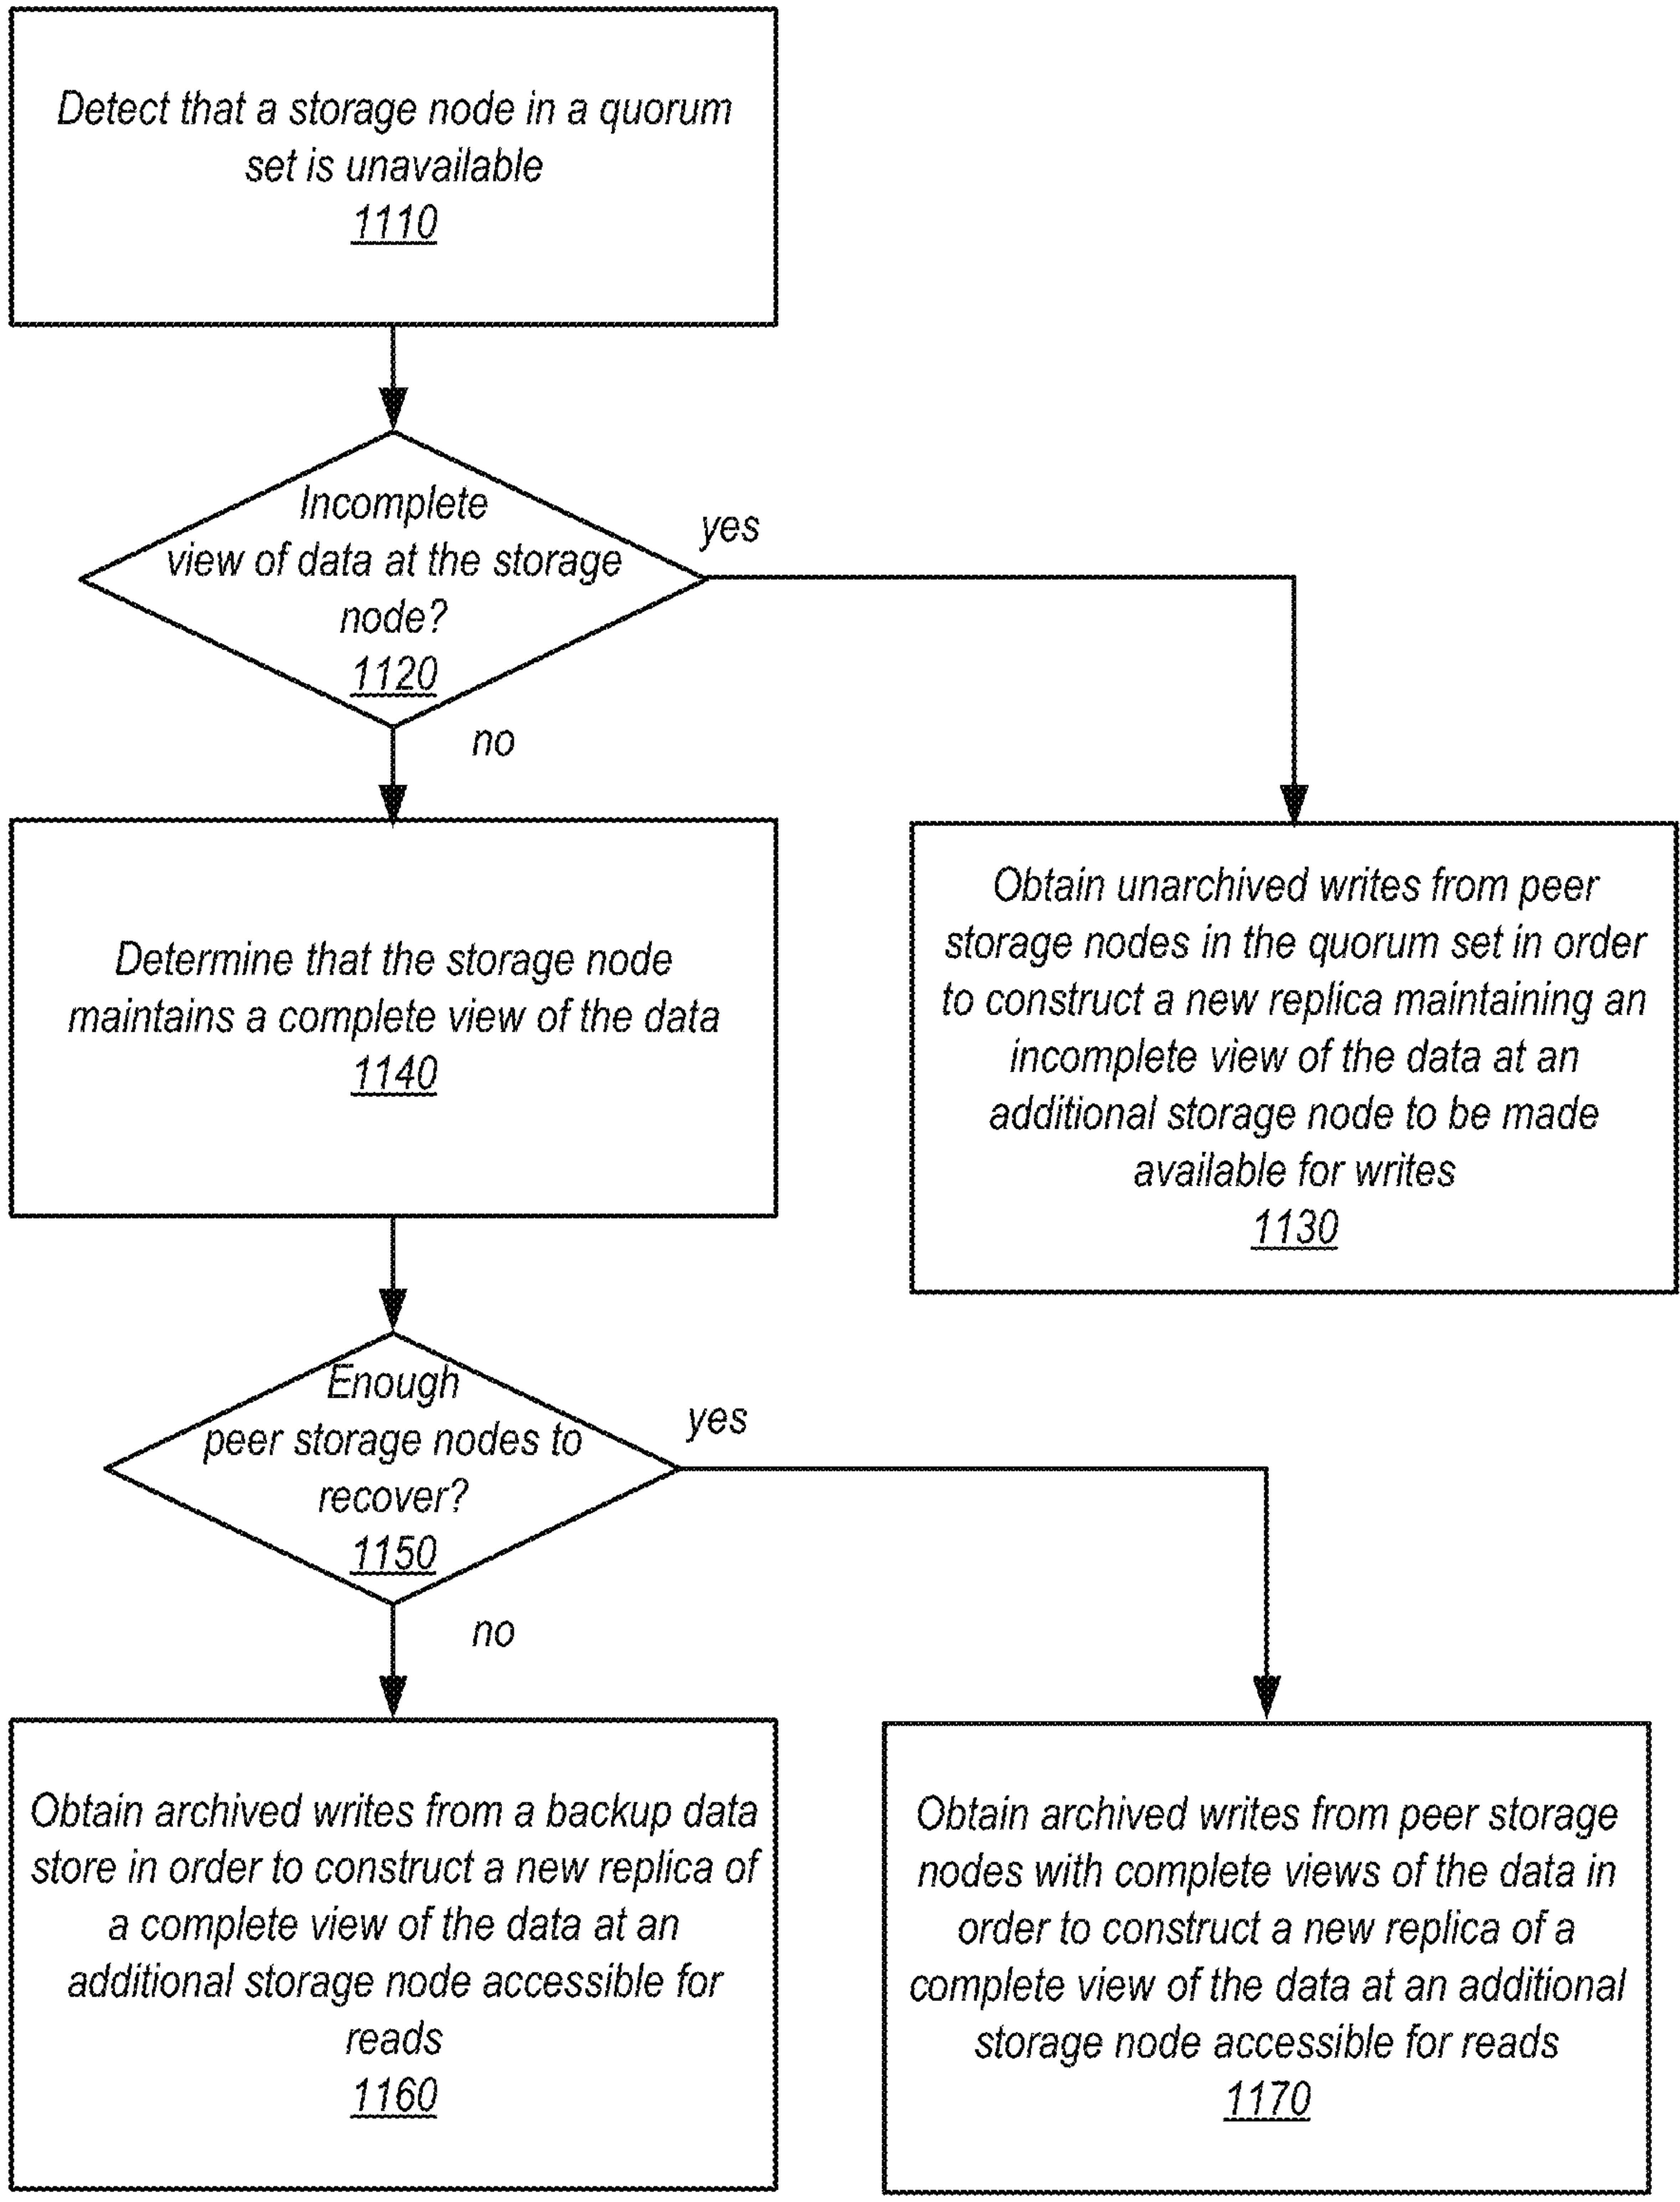 Detect that a storage node in a quorum
set is unavailable
1110
Incomplete
view of data at the storage
node?
1120
yes
no
Determine that the storage node
maintains a complete view of the data
1140
Obtain unarchived writes from peer
storage nodes in the quorum set in order
to construct a new replica maintaining an
incomplete view of the data at an
additional storage node to be made
available for writes
1130
Enough
peer storage nodes to
recover?
1150
yes
no
Obtain archived writes from a backup data
store in order to construct a new replica of
a complete view of the data at an
additional storage node accessible for
reads
1160
Obtain archived writes from peer storage
nodes with complete views of the data in
order to construct a new replica of a
complete view of the data at an additional
storage node accessible for reads
1170